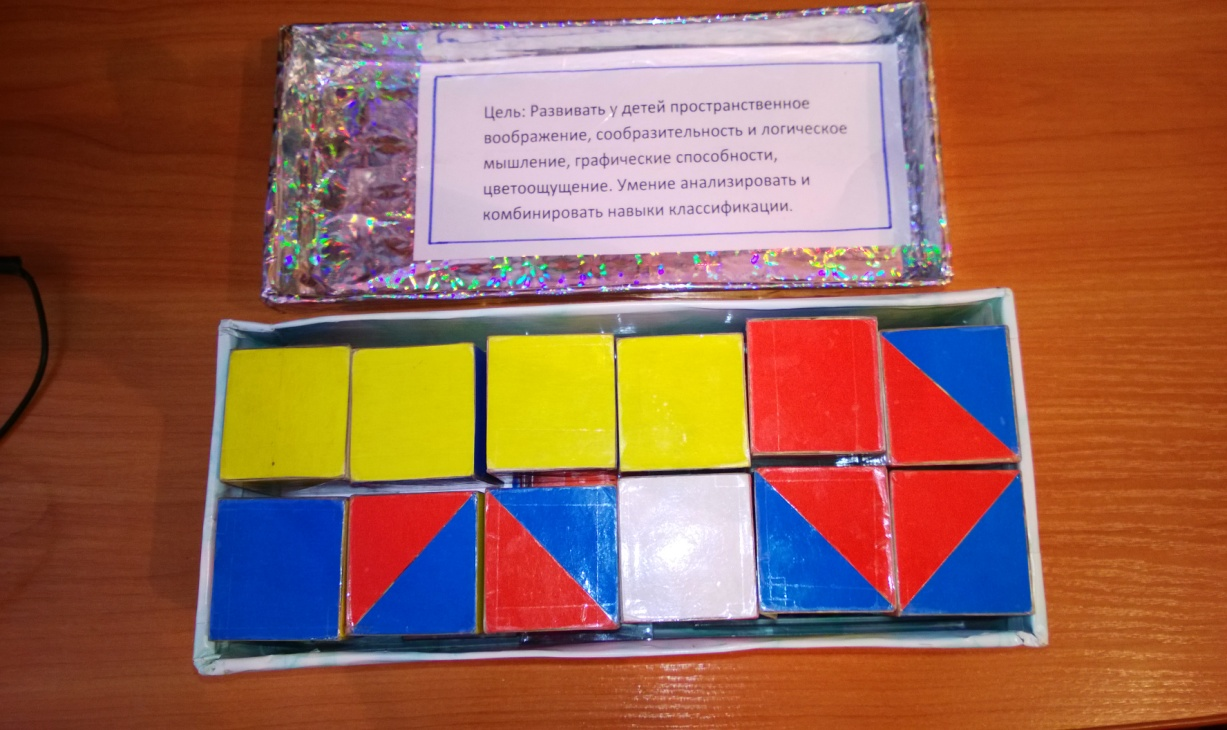 Цель: Развивать у детей пространственное
воображение, сообразительность и логическое
мышление, графические способности,
цветоощущение. Умение анализировать и
комбинировать навыки классификации.